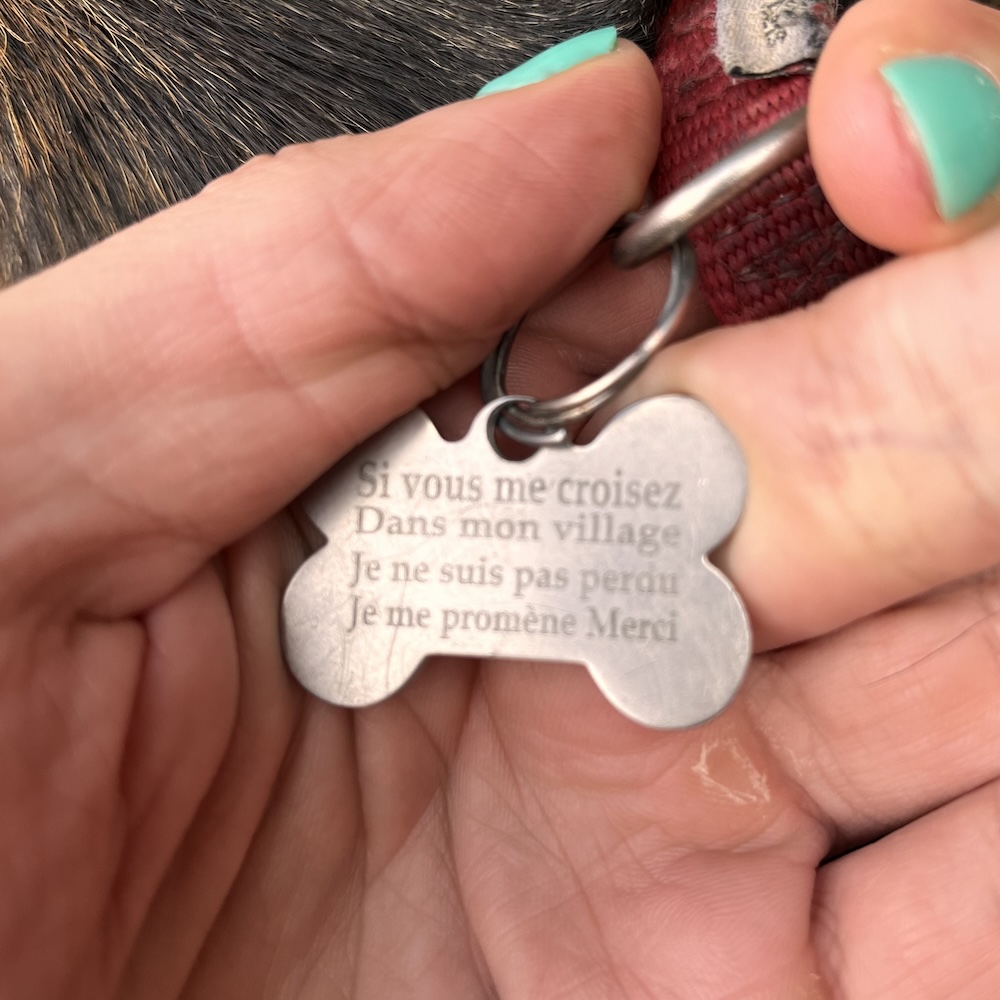 Si vous me croisez
Dans mon village
Je ne suis pas perdu
Je me promène Merci